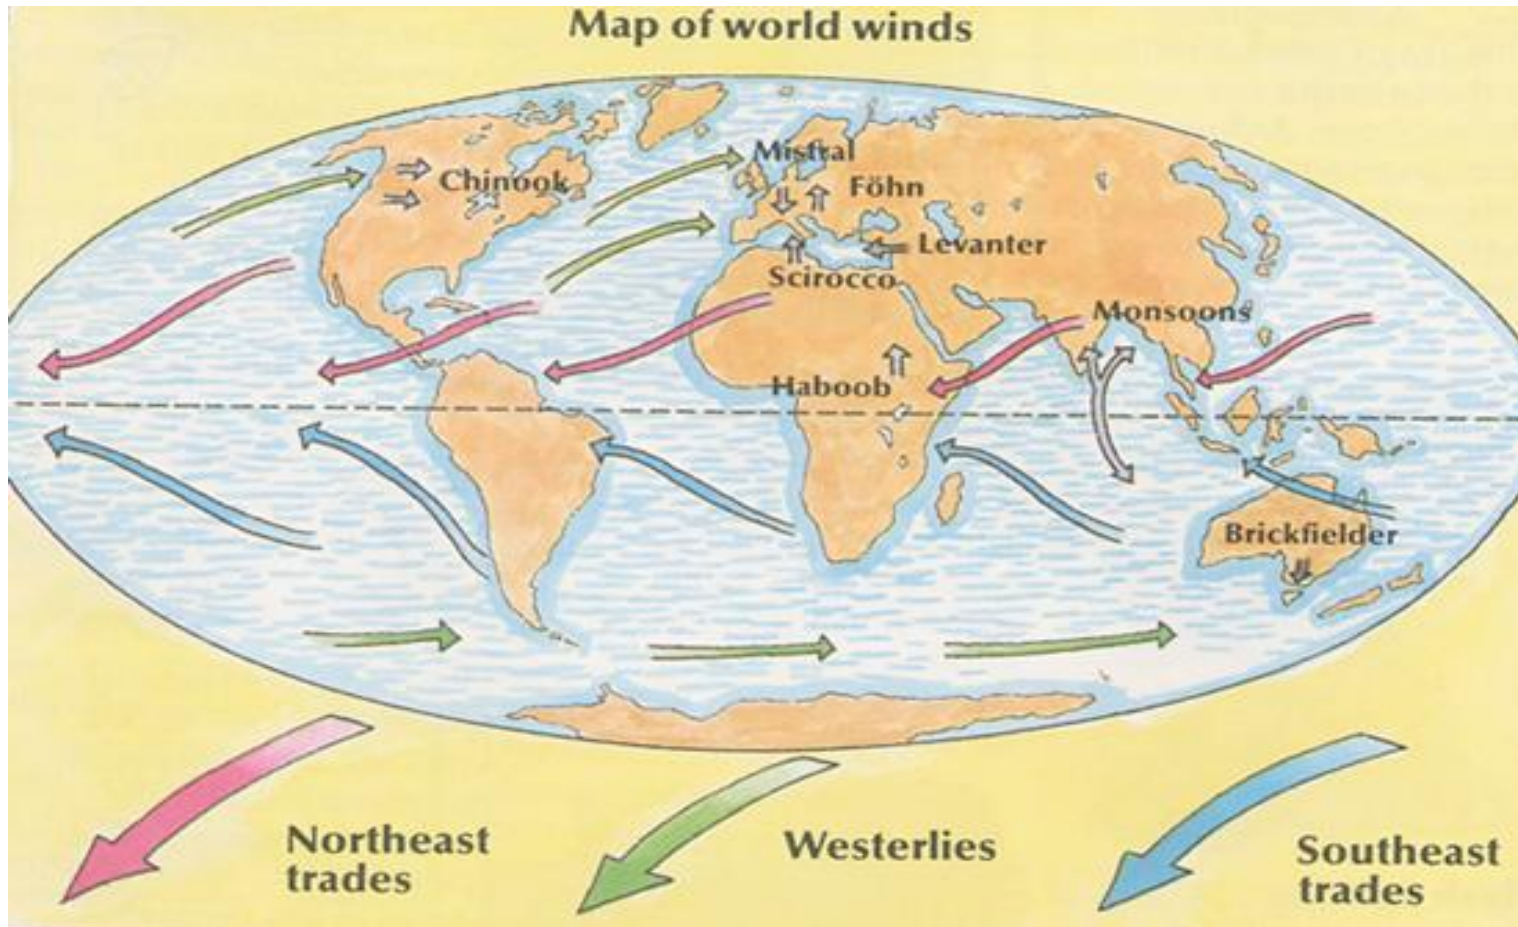 Map of world winds
Mistral
Chinook
Föhn
Levanter
Scirocco
Monsoons
Haboob
Brickfielder
Northeast
trades
Westerlies
Southeast
trades